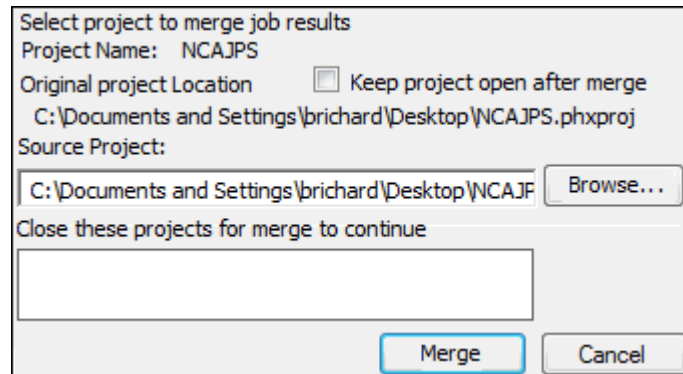 Select project to merge job results
Project Name: NCAJPS
Original project Location
Keep project open after merge
C:\Documents and Settings\brichard\Desktop\NCAJPS.phxproj
Source Project:
C:\Documents and Settings\brichard\Desktop\NCAJP
Browse...
Close these projects for merge to continue
Merge
Cancel